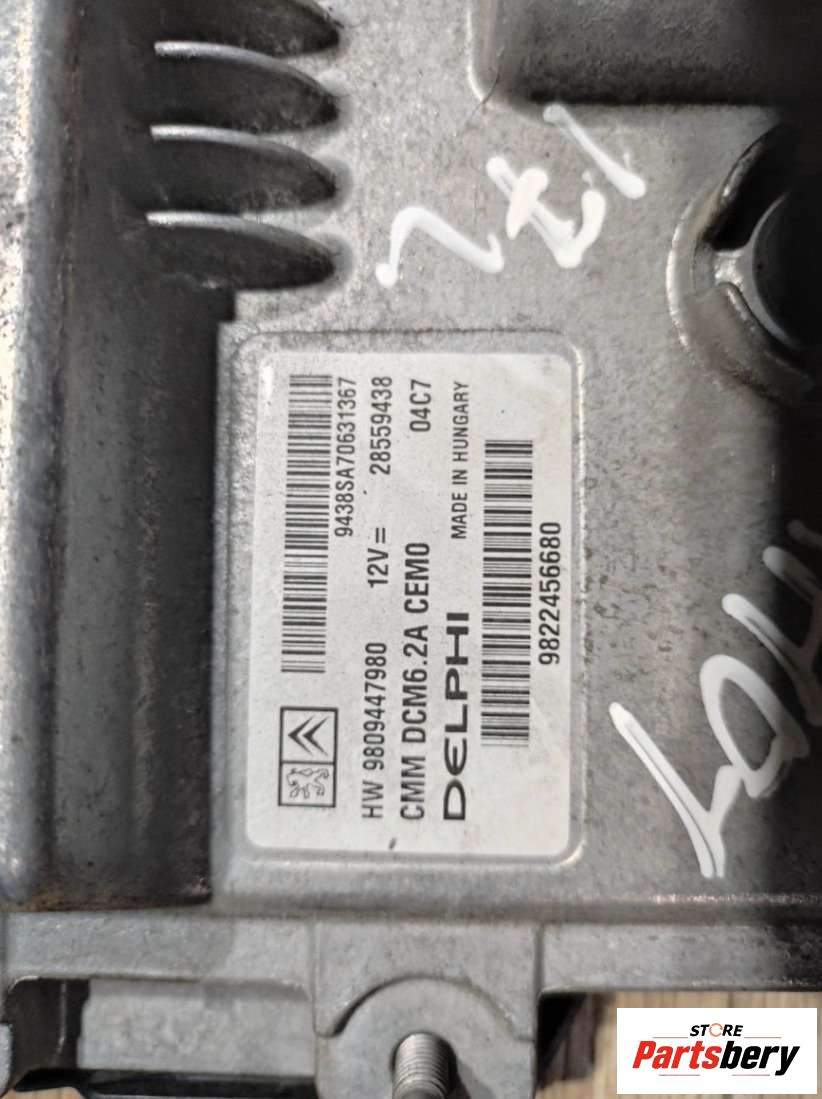 9438SA70631367
HW 9809447980 12V= 28559438
CMM DCM6.2A CEM0 04C7
DELPHI MADE IN HUNGARY
9822456680
STORE
Partsbery